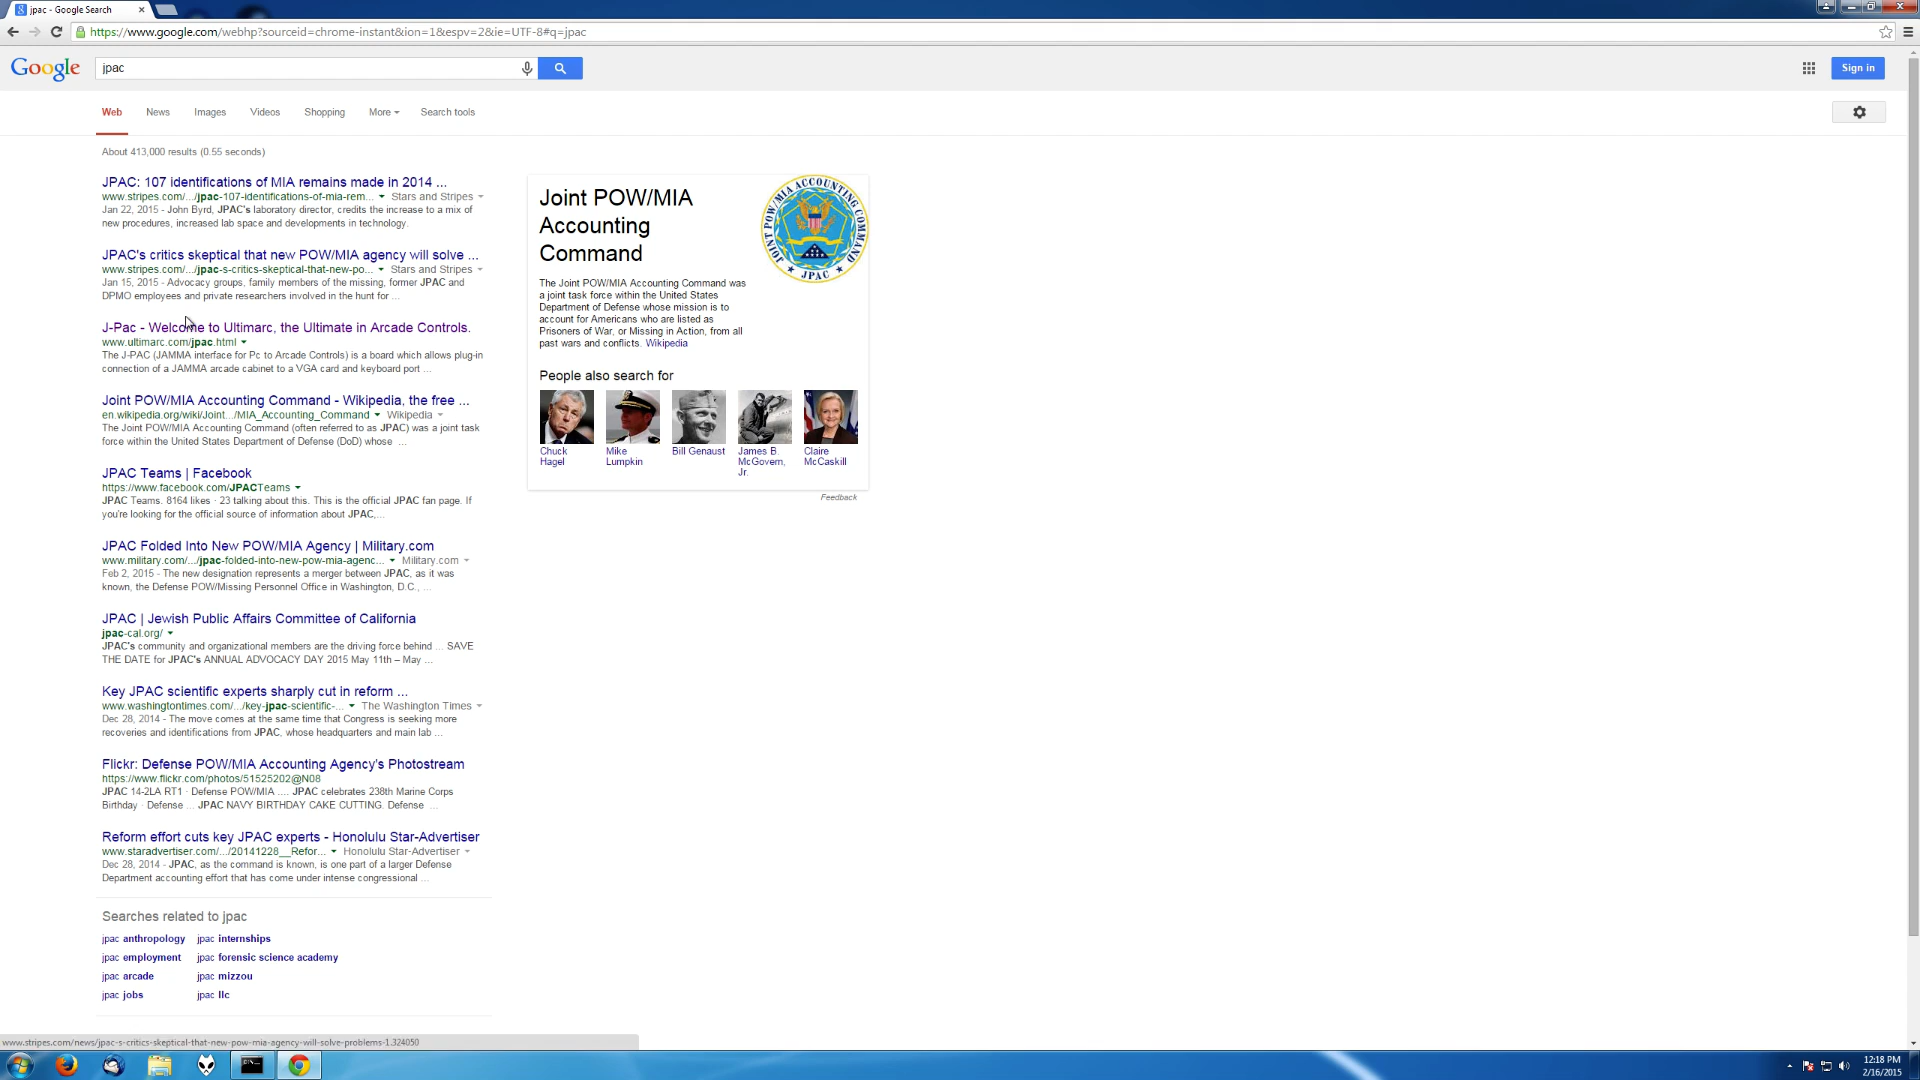 jpac - Google Search
https://www.google.com/webhp?sourceid=chrome-instant&ion=1&espv=2&ie=UTF-8#q=jpac
Google
jpac
Sign in
Web News Images Videos Shopping More Search tools
About 413,000 results (0.55 seconds)
JPAC: 107 identifications of MIA remains made in 2014 ...
www.stripes.com/.../jpac-107-identifications-of-mia-rem... Stars and Stripes
Jan 22, 2015 - John Byrd, JPAC's laboratory director, credits the increase to a mix of
new procedures, increased lab space and developments in technology.
JPAC's critics skeptical that new POW/MIA agency will solve ...
www.stripes.com/.../jpac-s-critics-skeptical-that-new-po... Stars and Stripes
Jan 15, 2015 - Advocacy groups, family members of the missing, former JPAC and
DPMO employees and private researchers involved in the hunt for ...
J-Pac - Welcome to Ultimarc, the Ultimate in Arcade Controls.
www.ultimarc.com/jpac.html
The J-PAC (JAMMA interface for Pc to Arcade Controls) is a board which allows plug-in
connection of a JAMMA arcade cabinet to a VGA card and keyboard port ...
Joint POW/MIA Accounting Command - Wikipedia, the free ...
en.wikipedia.org/wiki/Joint.../MIA_Accounting_Command Wikipedia
The Joint POW/MIA Accounting Command (often referred to as JPAC) was a joint task
force within the United States Department of Defense (DoD) whose ...
JPAC Teams | Facebook
https://www.facebook.com/JPACTeams
JPAC Teams. 8164 likes · 23 talking about this. This is the official JPAC fan page. If
you're looking for the official source of information about JPAC,...
JPAC Folded Into New POW/MIA Agency | Military.com
www.military.com/.../jpac-folded-into-new-pow-mia-agenc... Military.com
Feb 2, 2015 - The new designation represents a merger between JPAC, as it was
known, the Defense POW/Missing Personnel Office in Washington, D.C., ...
JPAC | Jewish Public Affairs Committee of California
jpac-cal.org/
JPAC's community and organizational members are the driving force behind ... SAVE
THE DATE for JPAC's ANNUAL ADVOCACY DAY 2015 May 11th – May ...
Key JPAC scientific experts sharply cut in reform ...
www.washingtontimes.com/.../key-jpac-scientific-... The Washington Times
Dec 28, 2014 - The move comes at the same time that Congress is seeking more
recoveries and identifications from JPAC, whose headquarters and main lab ...
Flickr: Defense POW/MIA Accounting Agency's Photostream
https://www.flickr.com/photos/51525202@N08
JPAC 14-2LA RT1 · Defense POW/MIA .... JPAC celebrates 238th Marine Corps
Birthday · Defense ... JPAC NAVY BIRTHDAY CAKE CUTTING. Defense ...
Reform effort cuts key JPAC experts - Honolulu Star-Advertiser
www.staradvertiser.com/.../20141228__Refor... Honolulu Star-Advertiser
Dec 28, 2014 - JPAC, as the command is known, is one part of a larger Defense
Department accounting effort that has come under intense congressional ...
Searches related to jpac
jpac anthropology jpac internships
jpac employment jpac forensic science academy
jpac arcade jpac mizzou
jpac jobs jpac llc
Joint POW/MIA
Accounting
Command
JOINT POW/MIA ACCOUNTING COMMAND
JPAC
The Joint POW/MIA Accounting Command was
a joint task force within the United States
Department of Defense whose mission is to
account for Americans who are listed as
Prisoners of War, or Missing in Action, from all
past wars and conflicts. Wikipedia
People also search for
Chuck
Hagel
Mike
Lumpkin
Bill Genaust
James B.
McGovern,
Jr.
Claire
McCaskill
Feedback
www.stripes.com/news/jpac-s-critics-skeptical-that-new-pow-mia-agency-will-solve-problems-1.324050
12:18 PM
2/16/2015